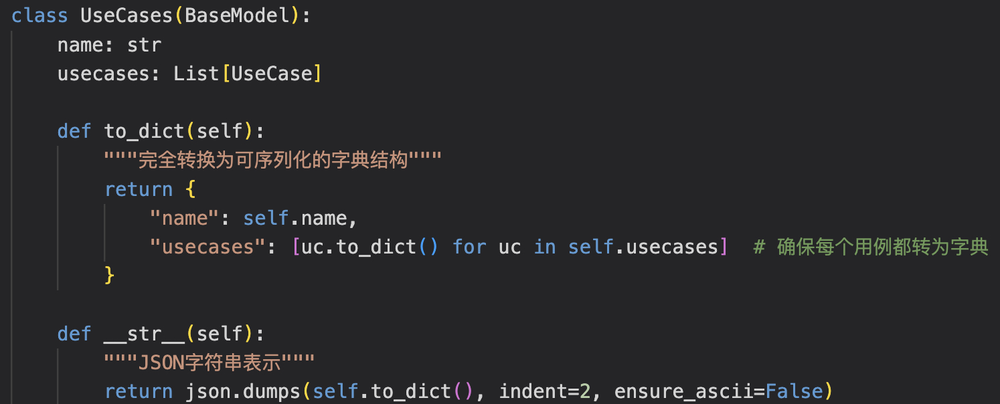 class UseCases(BaseModel):
    name: str
    usecases: List[UseCase]

    def to_dict(self):
        """完全转换为可序列化的字典结构"""
        return {
            "name": self.name,
            "usecases": [uc.to_dict() for uc in self.usecases]  # 确保每个用例都转为字典
        }

    def __str__(self):
        """JSON字符串表示"""
        return json.dumps(self.to_dict(), indent=2, ensure_ascii=False)